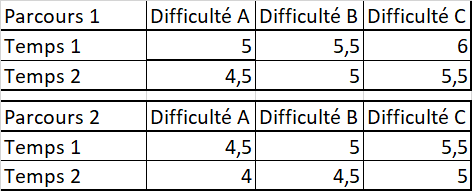 Parcours 1 Difficulté A Difficulté B Difficulté C
Temps 1 5 5,5 6
Temps 2 4,5 5 5,5
Parcours 2 Difficulté A Difficulté B Difficulté C
Temps 1 4,5 5 5,5
Temps 2 4 4,5 5